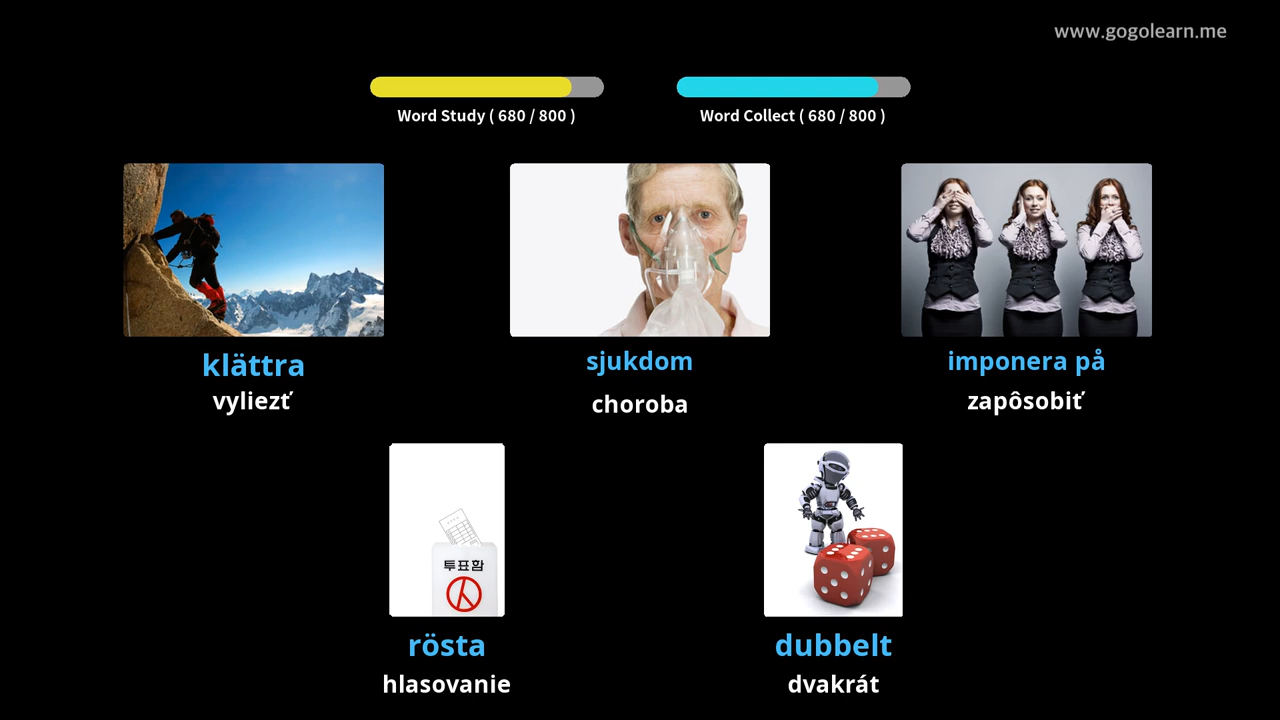 www.gogolearn.me
Word Study ( 680 / 800 )
Word Collect ( 680 / 800 )
klättra
vyliezť
sjukdom
choroba
imponera på
zapôsobiť
투표함
rösta
hlasovanie
dubbelt
dvakrát